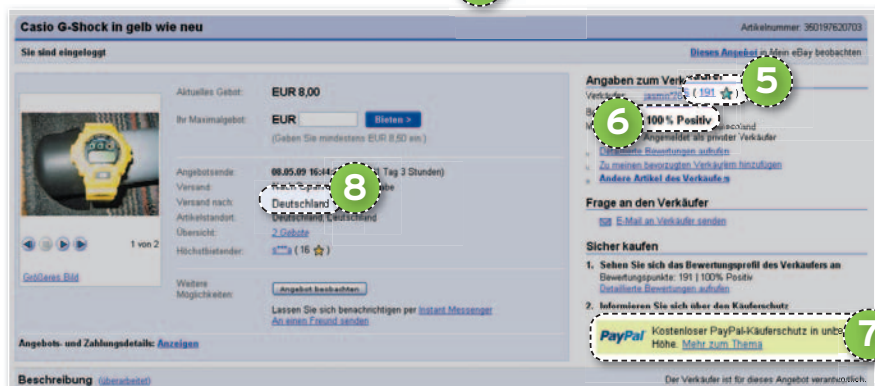 Casio G-Shock in gelb wie neu
Artikelnummer: 350197620703
Sie sind eingeloggt
Dieses Angebot in Mein eBay beobachten
Aktuelles Gebot: EUR 8,00
Ihr Maximalgebot: EUR
Bieten >
(Geben Sie mindestens EUR 8,50 ein.)
Angebotsende: 08.05.09 16:44 Tag 3 Stunden)
Versand:
Versand nach: Deutschland
Artikelstandort: Deutschland, Deutschland
Übersicht: 2 Gebote
Höchstbietender: (16)
1 von 2
Größeres Bild
Weitere
Möglichkeiten:
Angebot beobachten
Lassen Sie sich benachrichtigen per Instant Messenger
An einen Freund senden
Angebots- und Zahlungsdetails: Anzeigen
Beschreibung (überarbeitet)
Angaben zum
Verkäufer: (191)
5
6
100% Positiv
Angemeldet als privater Verkäufer
Detaillierte Bewertungen aufrufen
Zu meinen bevorzugten Verkäufern hinzufügen
Andere Artikel des Verkäufers
8
Frage an den Verkäufer
E-Mail an Verkäufer senden
Sicher kaufen
1. Sehen Sie sich das Bewertungsprofil des Verkäufers an
Bewertungspunkte: 191 | 100% Positiv
Detaillierte Bewertungen aufrufen
2. Informieren Sie sich über den Käuferschutz
PayPal Kostenloser PayPal-Käuferschutz in
Höhe. Mehr zum Thema
7
Der Verkäufer ist für dieses Angebot verantwortlich.